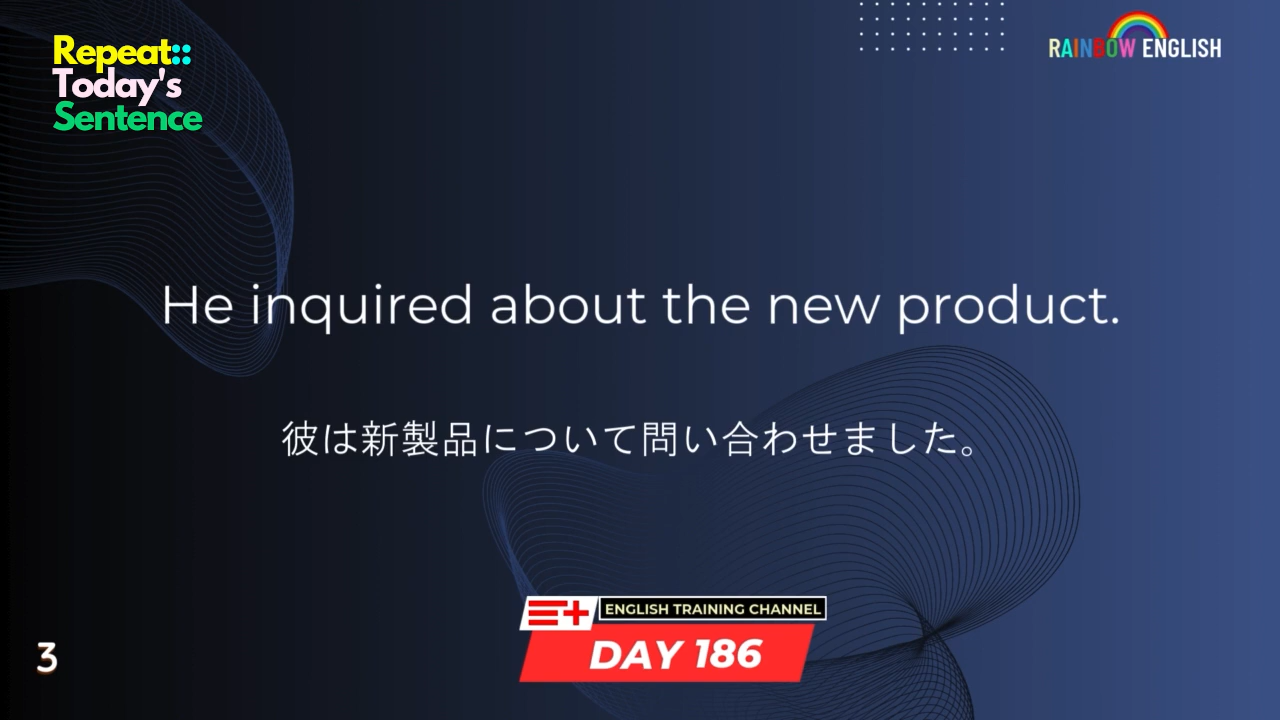 Repeat::
Today's
Sentence
RAINBOW ENGLISH
He inquired about the new product.
彼は新製品について問い合わせました。
ENGLISH TRAINING CHANNEL
DAY 186
3